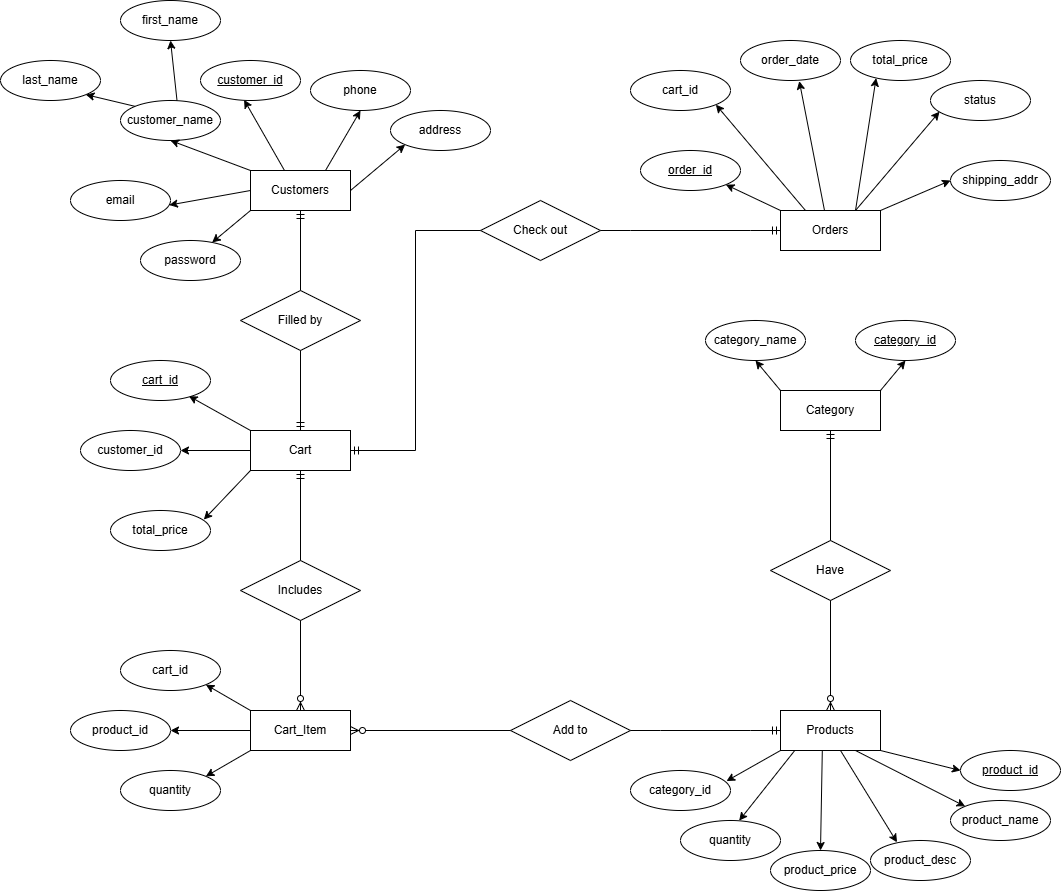 first_name
last_name
customer_id
phone
customer_name
address
Customers
email
password
order_date
total_price
cart_id
status
order_id
shipping_addr
Orders
Check out
Filled by
category_name
category_id
Category
cart_id
customer_id
Cart
total_price
Includes
Have
cart_id
product_id
Cart_Item
quantity
Add to
Products
category_id
product_id
quantity
product_name
product_price
product_desc